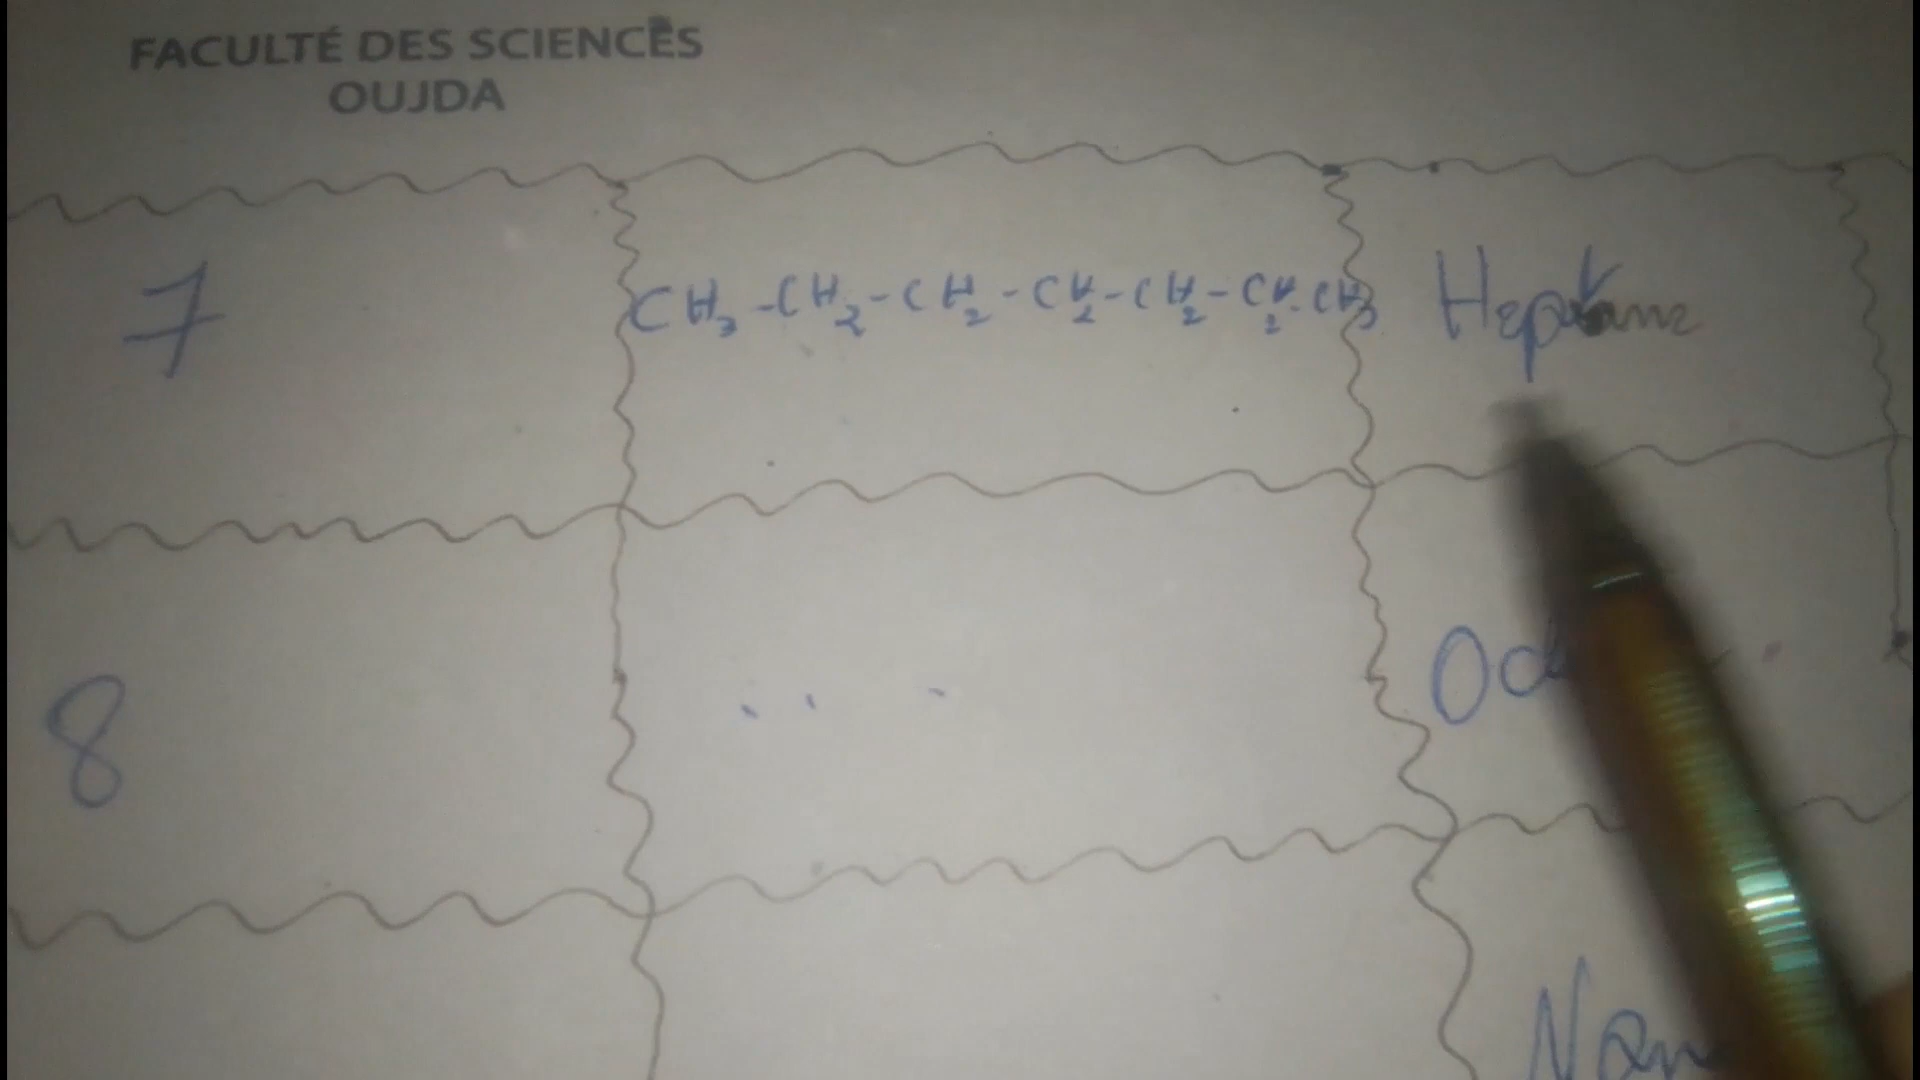 FACULTÉ DES SCIENCES
OUJDA
7 CH3-CH2-CH2-CH2-CH2-CH2-CH3 Heptane
8 . . .